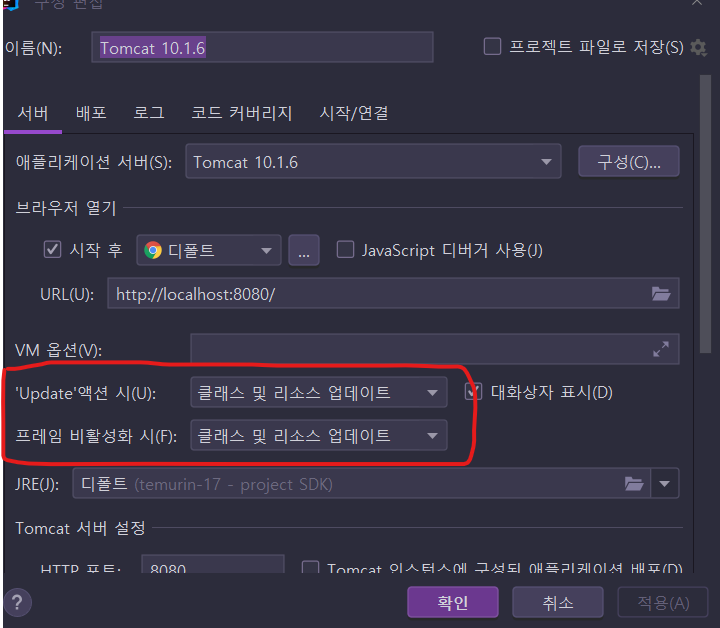 구성 편집
이름(N): Tomcat 10.1.6 프로젝트 파일로 저장(S)
서버 배포 로그 코드 커버리지 시작/연결
애플리케이션 서버(S): Tomcat 10.1.6 구성(C)...
브라우저 열기
시작 후 디폴트 ... JavaScript 디버거 사용(J)
URL(U): http://localhost:8080/
VM 옵션(V):
'Update'액션 시(U): 클래스 및 리소스 업데이트 대화상자 표시(D)
프레임 비활성화 시(F): 클래스 및 리소스 업데이트
JRE(J): 디폴트 (temurin-17 - project SDK)
Tomcat 서버 설정
HTTP 포트: 8080 Tomcat 인스턴스에 구성된 애플리케이션 배포(D)
? 확인 취소 적용(A)